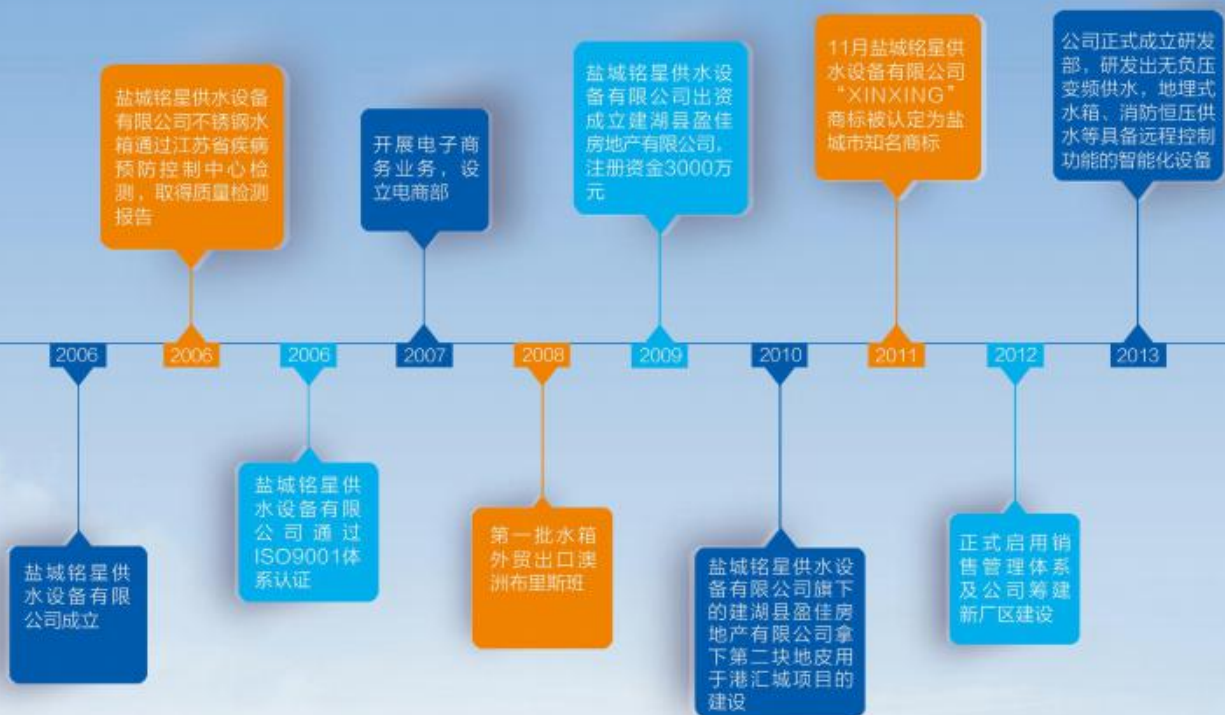 盐城铭星供水设备
有限公司不锈钢水
箱通过江苏省疾病
预防控制中心检
测，取得质量检测
报告
开展电子商
务业务，设
立电商部
盐城铭星供水设
备有限公司出资
成立建湖县盈佳
房地产有限公司，
注册资金3000万
元
11月盐城铭星供
水设备有限公司
“XINXING”
商标被认定为盐
城市知名商标
公司正式成立研发
部，研发出无负压
变频供水，地埋式
水箱、消防恒压供
水等具备远程控制
功能的智能化设备
2006
2006
2006
2007
2008
2009
2010
2011
2012
2013
盐城铭星供
水设备有限
公司成立
盐城铭星供
水设备有限
公司通过
ISO9001体
系认证
第一批水箱
外贸出口澳
洲布里斯班
盐城铭星供水设
备有限公司旗下
的建湖县盈佳房
地产有限公司拿
下第二块地皮用
于港汇城项目的
建设
正式启用销
售管理体系
及公司筹建
新厂区建设